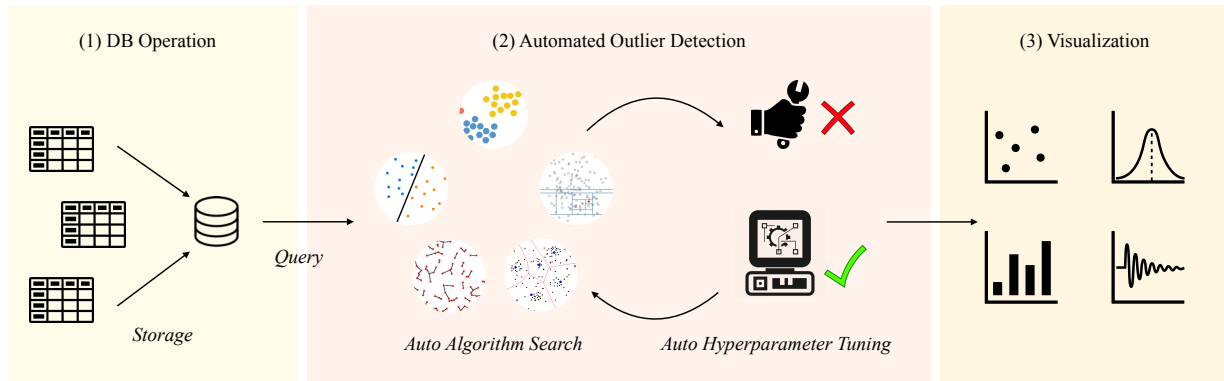 (1) DB Operation
(2) Automated Outlier Detection
(3) Visualization
Query
Storage
Auto Algorithm Search
Auto Hyperparameter Tuning